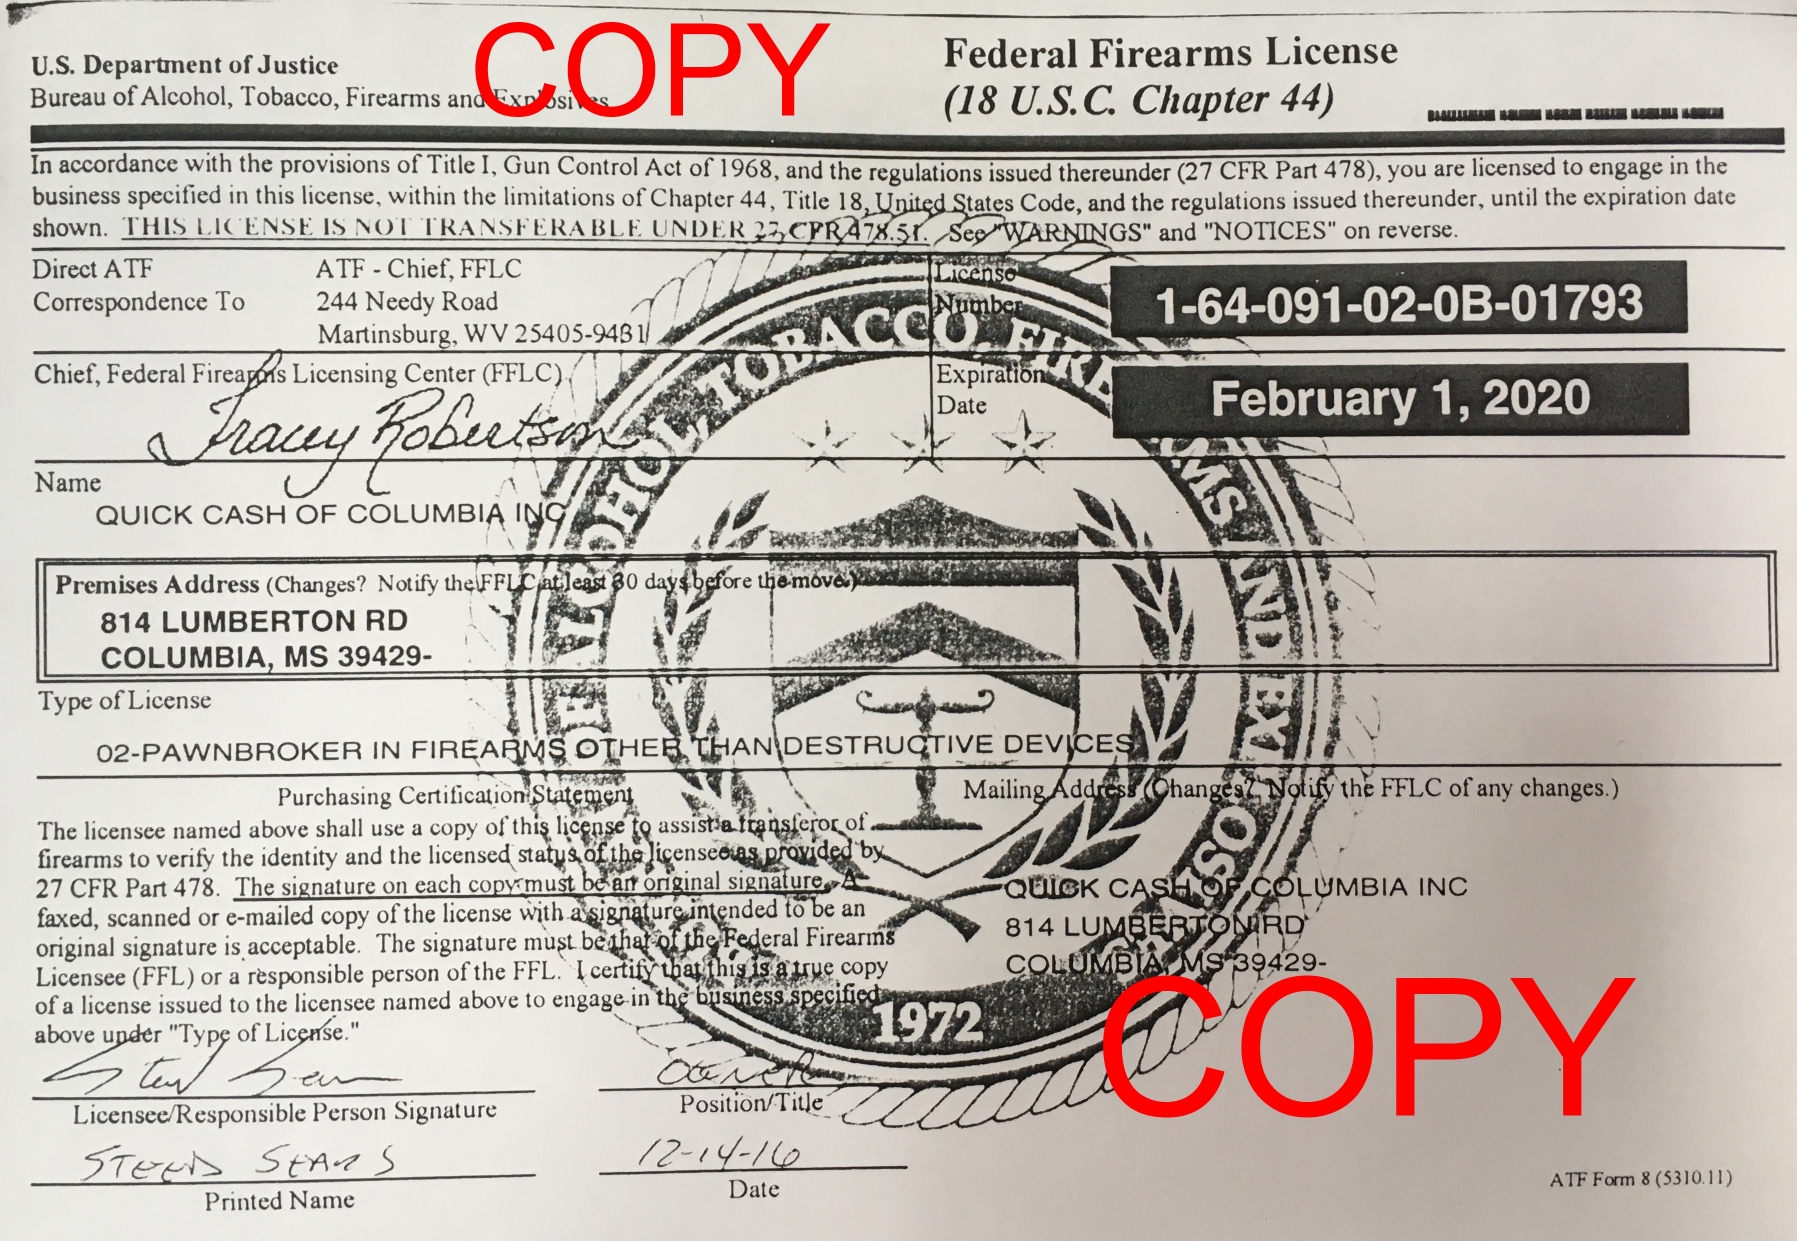 COPY
U.S. Department of Justice
Bureau of Alcohol, Tobacco, Firearms and Explosives
Federal Firearms License
(18 U.S.C. Chapter 44)
In accordance with the provisions of Title I, Gun Control Act of 1968, and the regulations issued thereunder (27 CFR Part 478), you are licensed to engage in the
business specified in this license, within the limitations of Chapter 44, Title 18, United States Code, and the regulations issued thereunder, until the expiration date
shown. THIS LICENSE IS NOT TRANSFERABLE UNDER 27 CFR 478.51. See "WARNINGS" and "NOTICES" on reverse.
Direct ATF
Correspondence To
ATF - Chief, FFLC
244 Needy Road
Martinsburg, WV 25405-9431
License
Number
1-64-091-02-0B-01793
Chief, Federal Firearms Licensing Center (FFLC)
Tracey Robertson
Expiration
Date
February 1, 2020
Name
QUICK CASH OF COLUMBIA INC
Premises Address (Changes? Notify the FFLC at least 30 days before the move.)
814 LUMBERTON RD
COLUMBIA, MS 39429-
Type of License
02-PAWNBROKER IN FIREARMS OTHER THAN DESTRUCTIVE DEVICES
Purchasing Certification Statement
The licensee named above shall use a copy of this license to assist a transferor of
firearms to verify the identity and the licensed status of the licensee as provided by
27 CFR Part 478. The signature on each copy must be an original signature. A
faxed, scanned or e-mailed copy of the license with a signature intended to be an
original signature is acceptable. The signature must be that of the Federal Firearms
Licensee (FFL) or a responsible person of the FFL. I certify that this is a true copy
of a license issued to the licensee named above to engage in the business specified
above under "Type of License."
Mailing Address (Changes? Notify the FFLC of any changes.)
QUICK CASH OF COLUMBIA INC
814 LUMBERTON RD
COLUMBIA, MS 39429-
COPY
1972
OWNER
Licensee/Responsible Person Signature
Position/Title
STEEN SEARS
12-14-16
Printed Name
Date
ATF Form 8 (5310.11)
ALCOHOL, TOBACCO, FIREARMS AND EXPLOSIVES